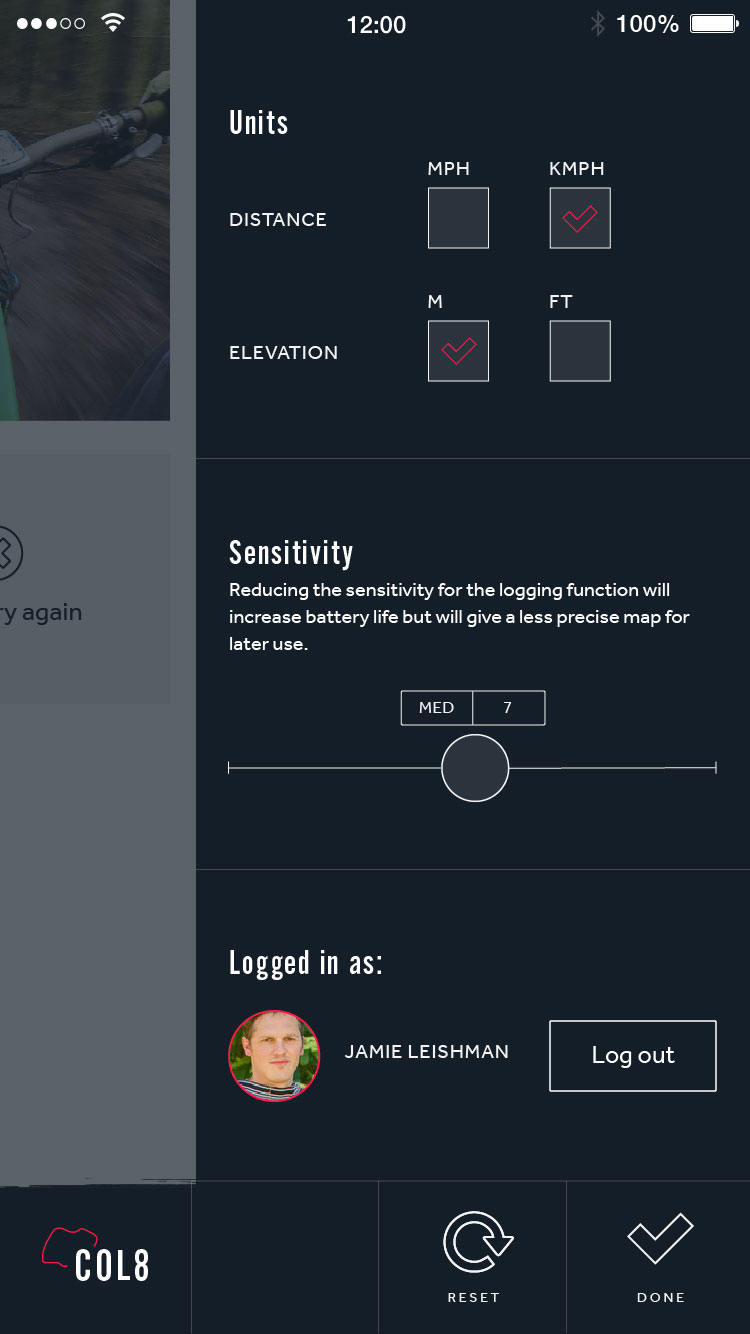 12:00
100%
Units
MPH
KMPH
DISTANCE
M
FT
ELEVATION
Sensitivity
Reducing the sensitivity for the logging function will
increase battery life but will give a less precise map for
later use.
ry again
MED
7
Logged in as:
JAMIE LEISHMAN
Log out
COL8
RESET
DONE